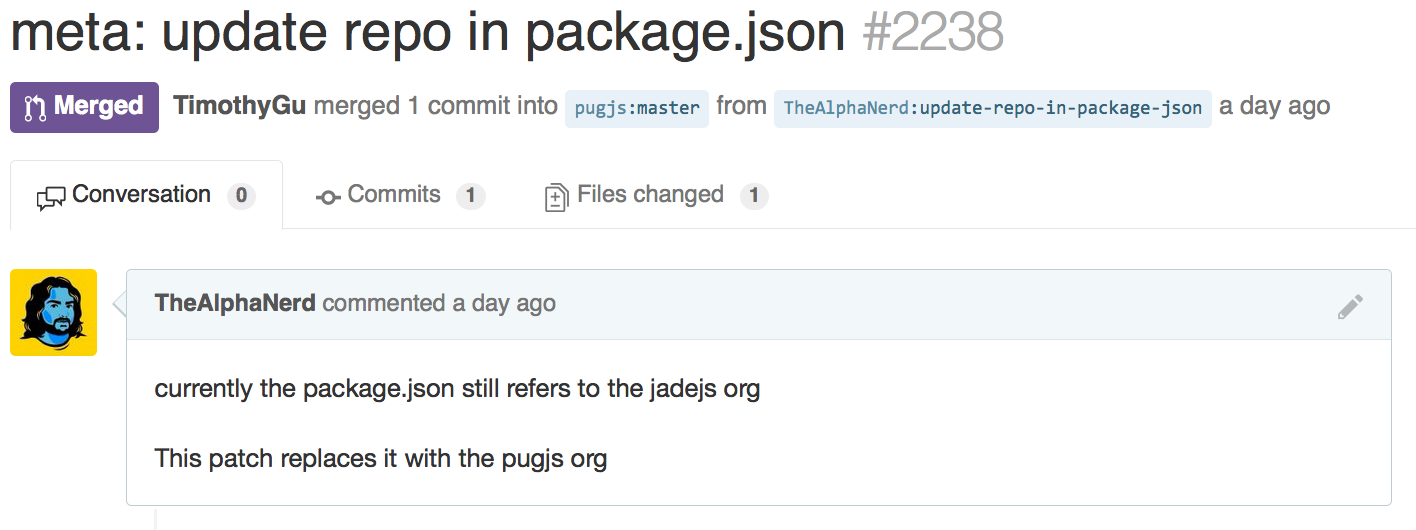 meta: update repo in package.json #2238
Merged TimothyGu merged 1 commit into pugjs:master from TheAlphaNerd:update-repo-in-package-json a day ago
Conversation 0 Commits 1 Files changed 1
TheAlphaNerd commented a day ago
currently the package.json still refers to the jadejs org
This patch replaces it with the pugjs org